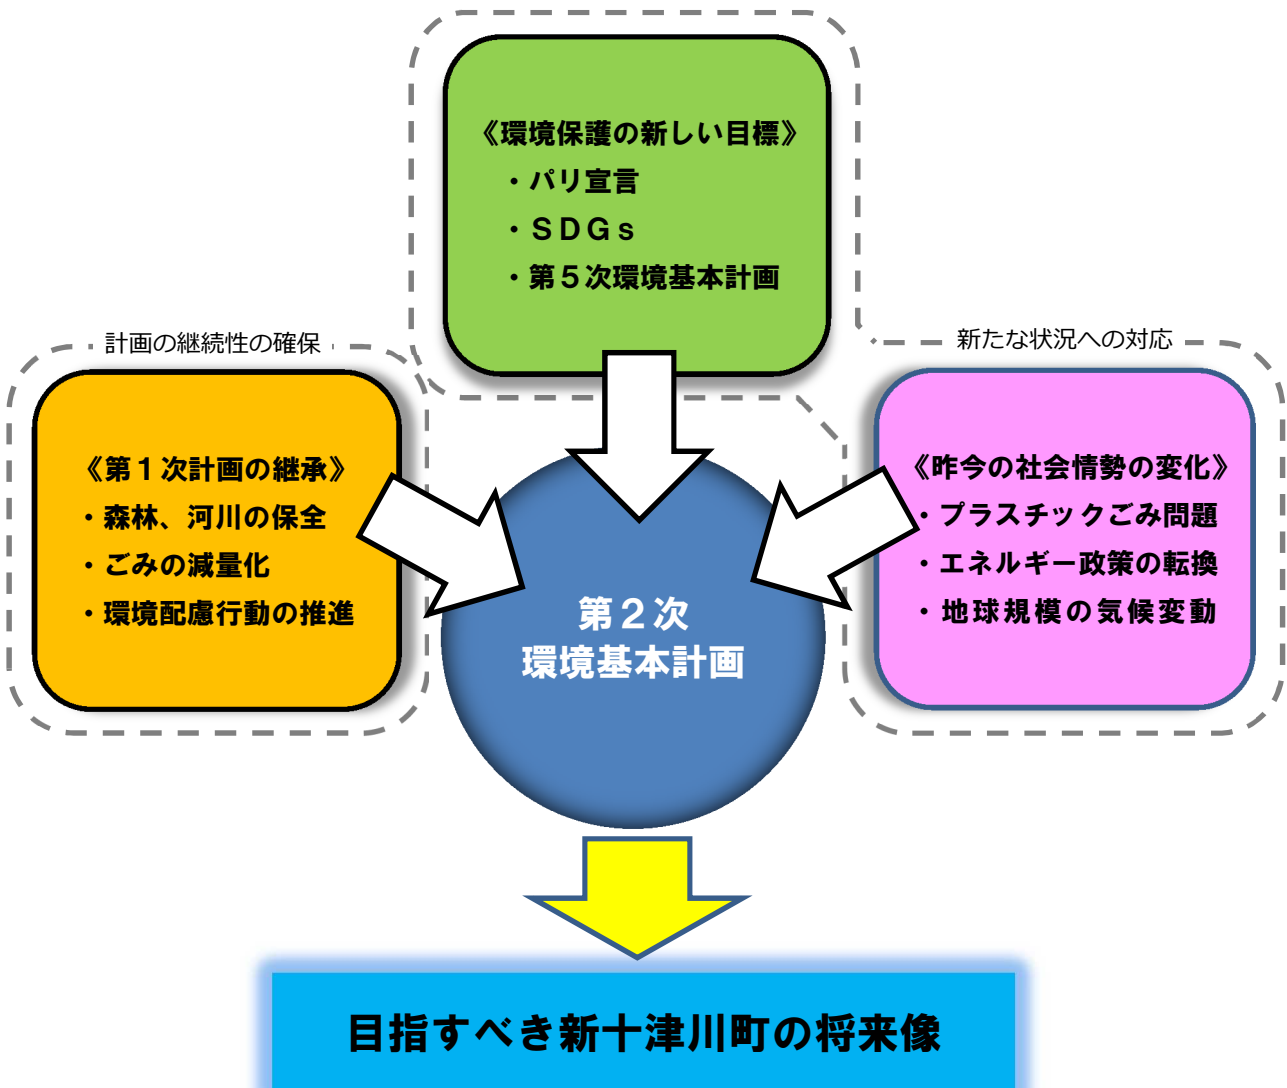 《環境保護の新しい目標》
・パリ宣言
・ＳＤＧｓ
・第５次環境基本計画
計画の継続性の確保
《第１次計画の継承》
・森林、河川の保全
・ごみの減量化
・環境配慮行動の推進
新たな状況への対応
《昨今の社会情勢の変化》
・プラスチックごみ問題
・エネルギー政策の転換
・地球規模の気候変動
第２次
環境基本計画
目指すべき新十津川町の将来像